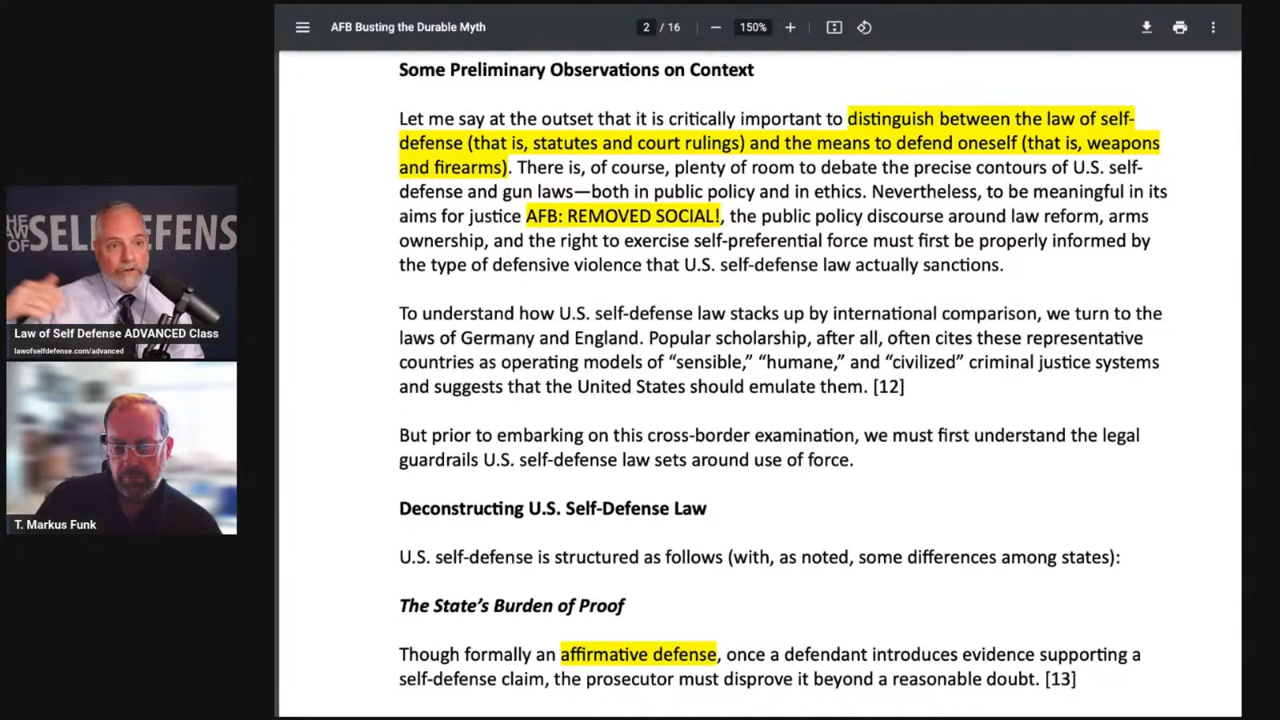 AFB Busting the Durable Myth
2 / 16
150%
Some Preliminary Observations on Context
Let me say at the outset that it is critically important to distinguish between the law of self-
defense (that is, statutes and court rulings) and the means to defend oneself (that is, weapons
and firearms). There is, of course, plenty of room to debate the precise contours of U.S. self-
defense and gun laws—both in public policy and in ethics. Nevertheless, to be meaningful in its
aims for justice AFB: REMOVED SOCIAL!, the public policy discourse around law reform, arms
ownership, and the right to exercise self-preferential force must first be properly informed by
the type of defensive violence that U.S. self-defense law actually sanctions.
To understand how U.S. self-defense law stacks up by international comparison, we turn to the
laws of Germany and England. Popular scholarship, after all, often cites these representative
countries as operating models of “sensible,” “humane,” and “civilized” criminal justice systems
and suggests that the United States should emulate them. [12]
But prior to embarking on this cross-border examination, we must first understand the legal
guardrails U.S. self-defense law sets around use of force.
Deconstructing U.S. Self-Defense Law
U.S. self-defense is structured as follows (with, as noted, some differences among states):
The State’s Burden of Proof
Though formally an affirmative defense, once a defendant introduces evidence supporting a
self-defense claim, the prosecutor must disprove it beyond a reasonable doubt. [13]
HE
LAW
OF SELF DEFENS
Law of Self Defense ADVANCED Class
lawofselfdefense.com/advanced
T. Markus Funk